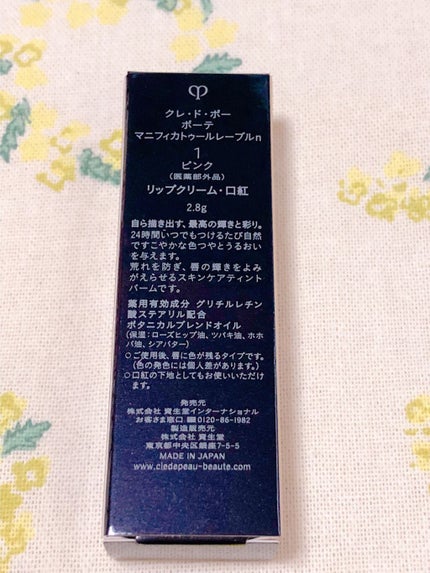 クレ・ド・ポー
ボーテ
マニフィカトゥールレーブルn
1
ピンク
（医薬部外品）
リップクリーム・口紅
2.8g
自ら描き出す、最高の輝きと彩り。
24時間いつでもつけるたび自然
ですこやかな色つやとうるおい
を与えます。
荒れを防ぎ、唇の輝きをよみ
がえらせるスキンケアティント
バームです。
薬用有効成分 グリチルレチン
酸ステアリル配合
ボタニカルブレンドオイル
（保湿：ローズヒップ油、ツバキ油、ホホ
バ油、シアバター）
○ご使用後、唇に色が残るタイプです。
（色の発色には個人差があります。）
○口紅の下地としてもお使いいただけ
ます。
発売元
株式会社 資生堂インターナショナル
お客さま窓口 ☎0120-86-1982
製造販売元
株式会社 資生堂
東京都中央区銀座7-5-5
MADE IN JAPAN
www.cledepeau-beaute.com